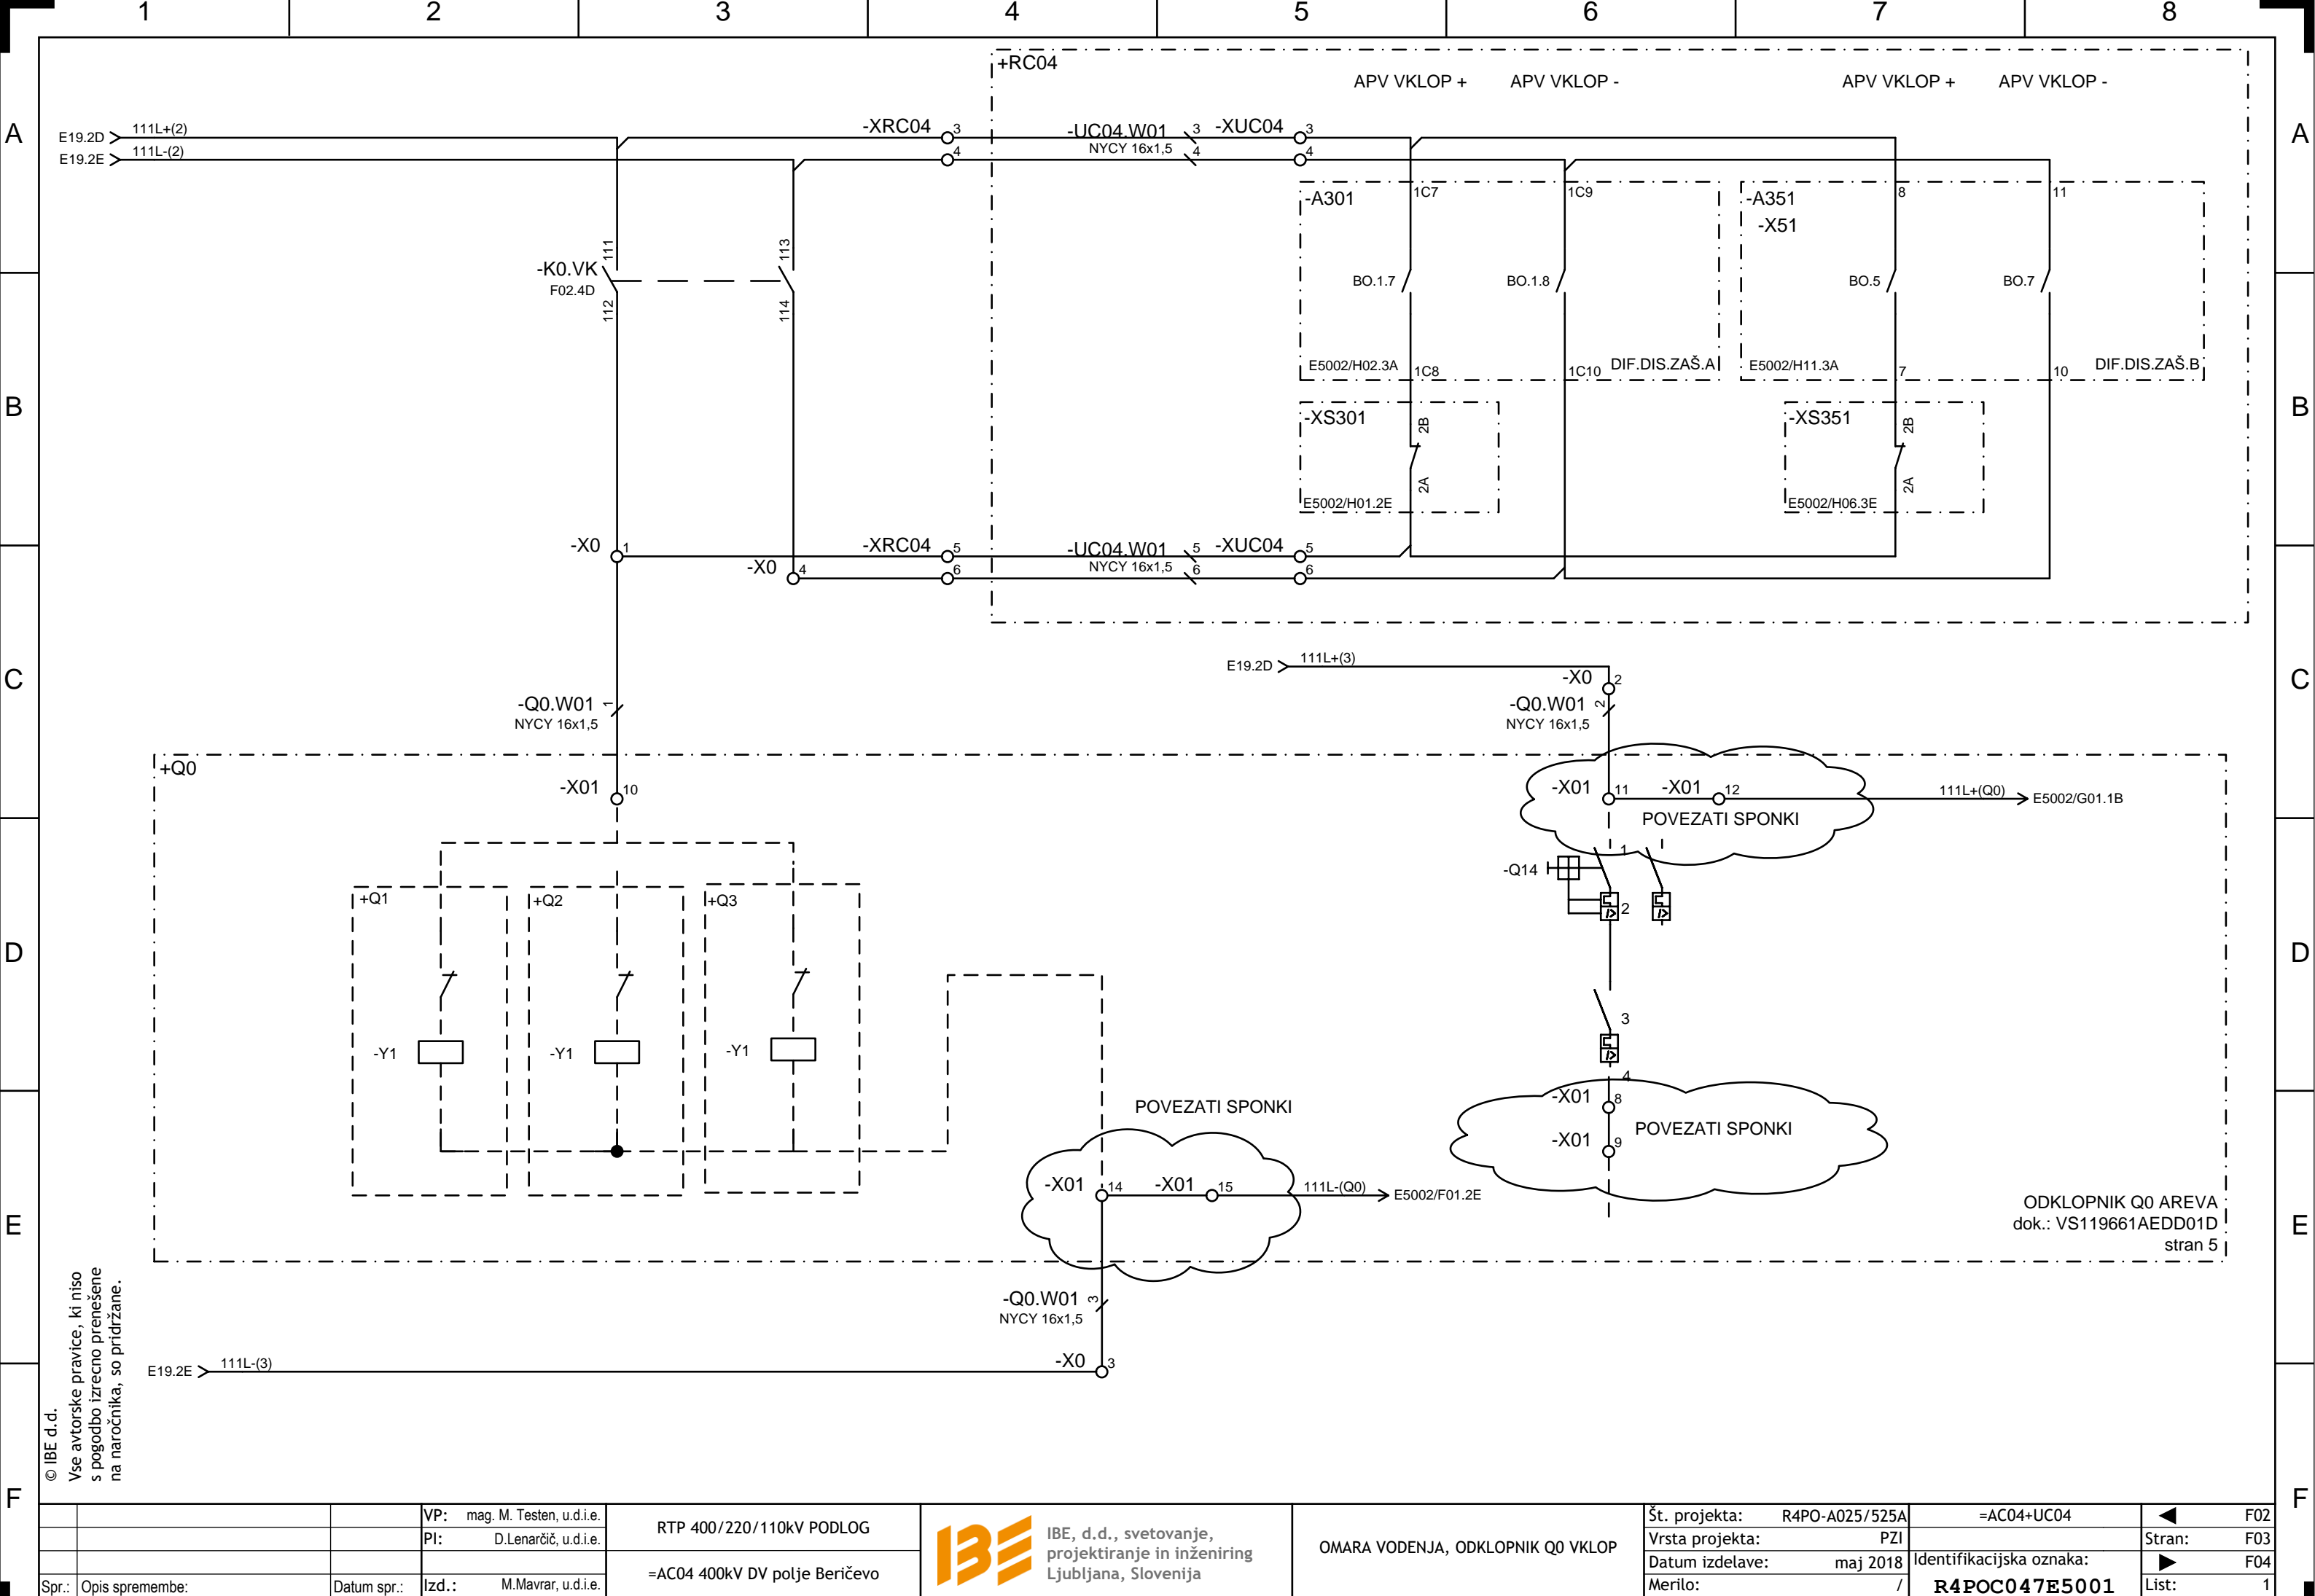 1 2 3 4 5 6 7 8
+RC04
APV VKLOP + APV VKLOP - APV VKLOP + APV VKLOP -
A A
E19.2D 111L+(2) -XRC04 3 -UC04.W01 3 -XUC04 3
E19.2E 111L-(2) 4 NYCY 16x1,5 4 4
-A301 1C7 1C9 -A351 8 11
-X51
111 113
-K0.VK
F02.4D
112 114
BO.1.7 BO.1.8 BO.5 BO.7
E5002/H02.3A 1C8 1C10 DIF.DIS.ZAŠ.A E5002/H11.3A 7 10 DIF.DIS.ZAŠ.B
B B
-XS301 2B -XS351 2B
2A 2A
E5002/H01.2E E5002/H06.3E
-X0 1 -XRC04 5 -UC04.W01 5 -XUC04 5
-X0 4 6 NYCY 16x1,5 6 6
E19.2D 111L+(3)
C C
-X0 2
-Q0.W01 1 -Q0.W01 2
NYCY 16x1,5 NYCY 16x1,5
+Q0
-X01 10 -X01 11 -X01 12 111L+(Q0) E5002/G01.1B
POVEZATI SPONKI
1
-Q14
2
+Q1 +Q2 +Q3
D D
3
-Y1 -Y1 -Y1
4
POVEZATI SPONKI
-X01 8
-X01 9 POVEZATI SPONKI
-X01 14 -X01 15 111L-(Q0) E5002/F01.2E
E E
ODKLOPNIK Q0 AREVA
dok.: VS119661AEDD01D
stran 5
-Q0.W01 3
NYCY 16x1,5
E19.2E 111L-(3) -X0 3
© IBE d.d.
Vse avtorske pravice, ki niso
s pogodbo izrecno prenešene
na naročnika, so pridržane.
F F
VP: mag. M. Testen, u.d.i.e.
PI: D.Lenarčič, u.d.i.e.
Spr.: Opis spremembe: Datum spr.: Izd.: M.Mavrar, u.d.i.e.
RTP 400/220/110kV PODLOG
=AC04 400kV DV polje Beričevo
IBE
IBE, d.d., svetovanje,
projektiranje in inženiring
Ljubljana, Slovenija
OMARA VODENJA, ODKLOPNIK Q0 VKLOP
Št. projekta: R4PO-A025/525A
Vrsta projekta: PZI
Datum izdelave: maj 2018
Merilo: /
=AC04+UC04
Identifikacijska oznaka:
R4POC047E5001
F02
Stran: F03
F04
List: 1